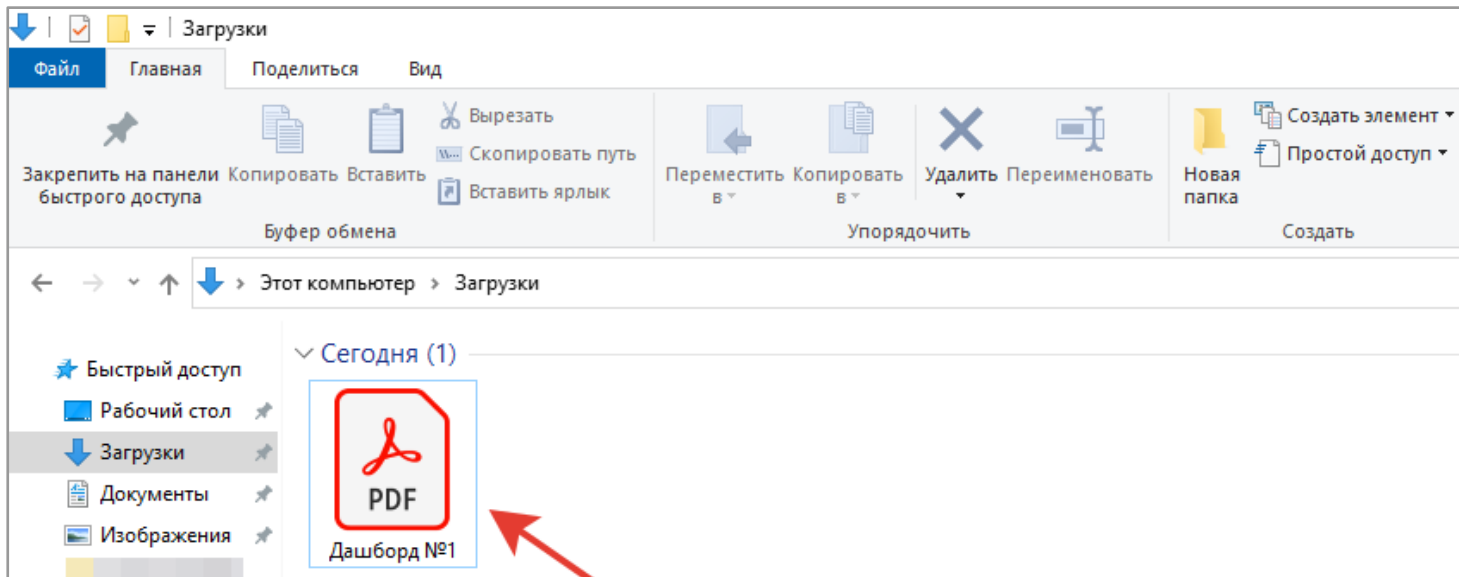 Загрузки
Файл Главная Поделиться Вид
Закрепить на панели
быстрого доступа
Копировать
Вставить
Вырезать
Скопировать путь
Вставить ярлык
Буфер обмена
Переместить
в
Копировать
в
Удалить
Переименовать
Упорядочить
Новая
папка
Создать элемент
Простой доступ
Создать
Этот компьютер › Загрузки
Быстрый доступ
Рабочий стол
Загрузки
Документы
Изображения
Сегодня (1)
PDF
Дашборд №1